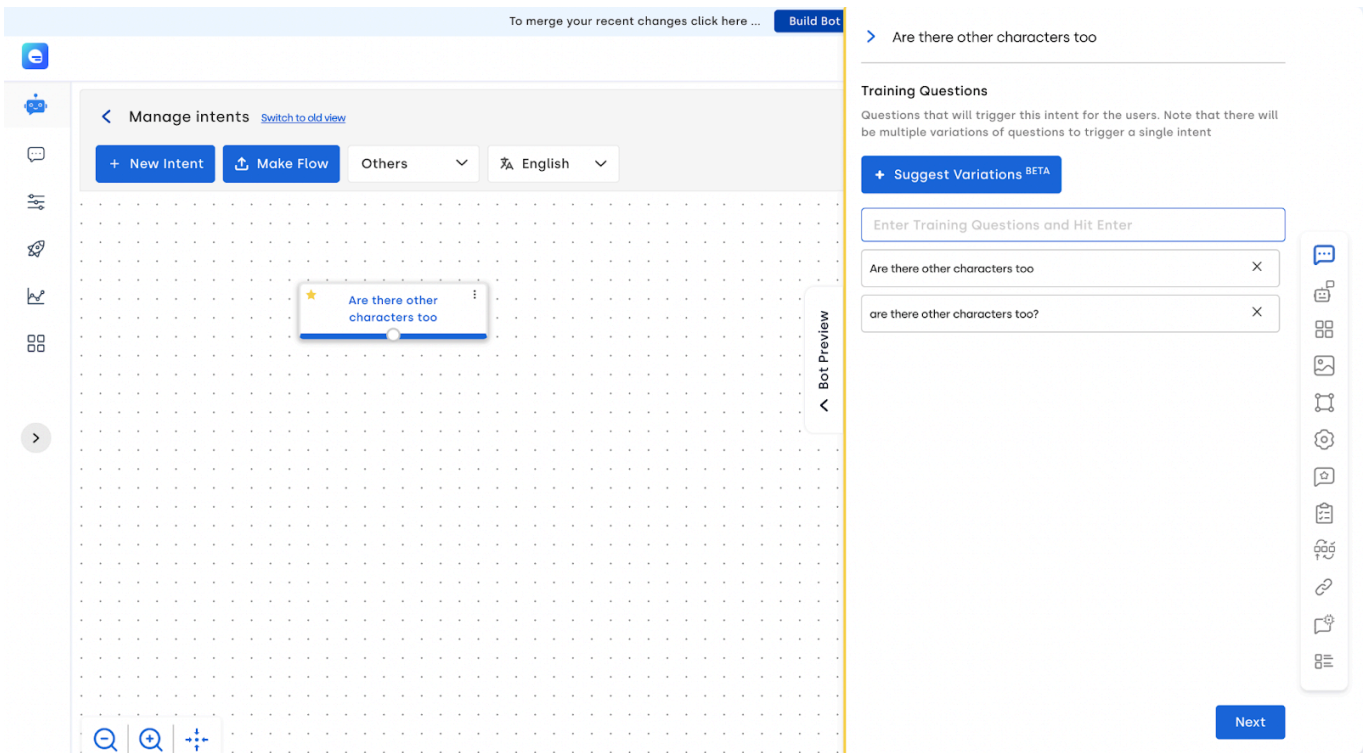 To merge your recent changes click here ...
Build Bot
Manage intents
Switch to old view
+ New Intent
Make Flow
Others
English
Are there other
characters too
Bot Preview
Are there other characters too
Training Questions
Questions that will trigger this intent for the users. Note that there will
be multiple variations of questions to trigger a single intent
+ Suggest Variations BETA
Enter Training Questions and Hit Enter
Are there other characters too
are there other characters too?
Next